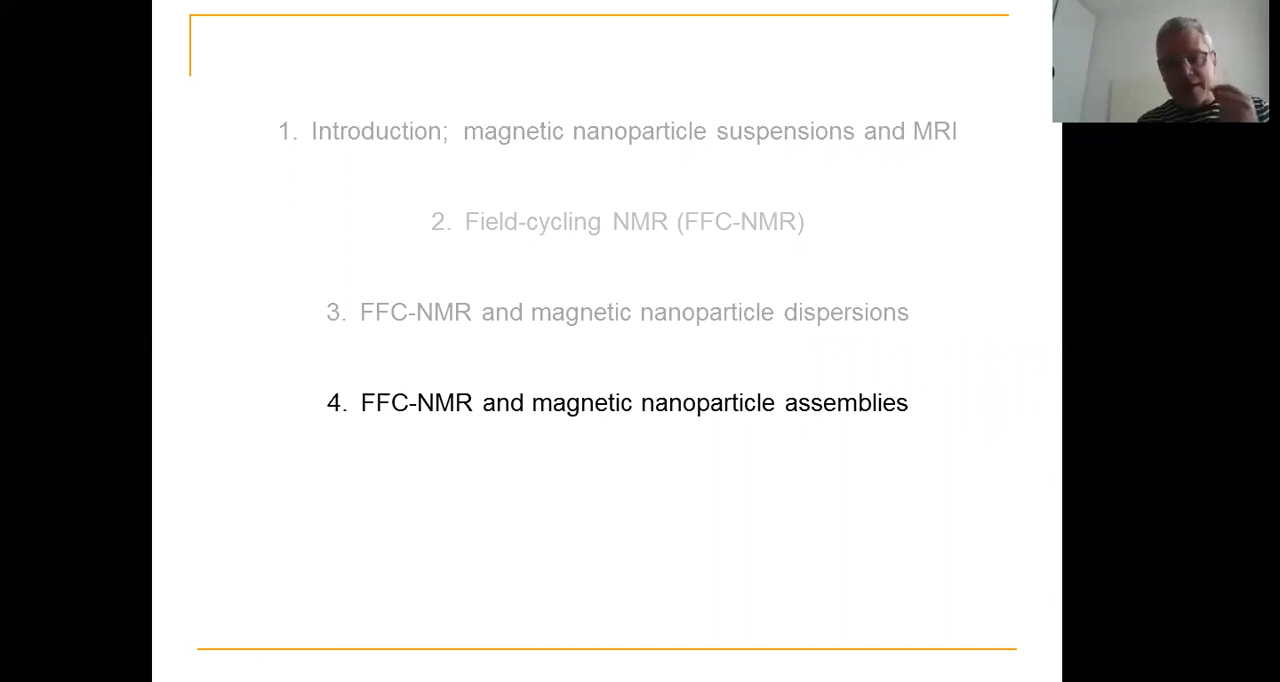 1. Introduction; magnetic nanoparticle suspensions and MRI
2. Field-cycling NMR (FFC-NMR)
3. FFC-NMR and magnetic nanoparticle dispersions
4. FFC-NMR and magnetic nanoparticle assemblies